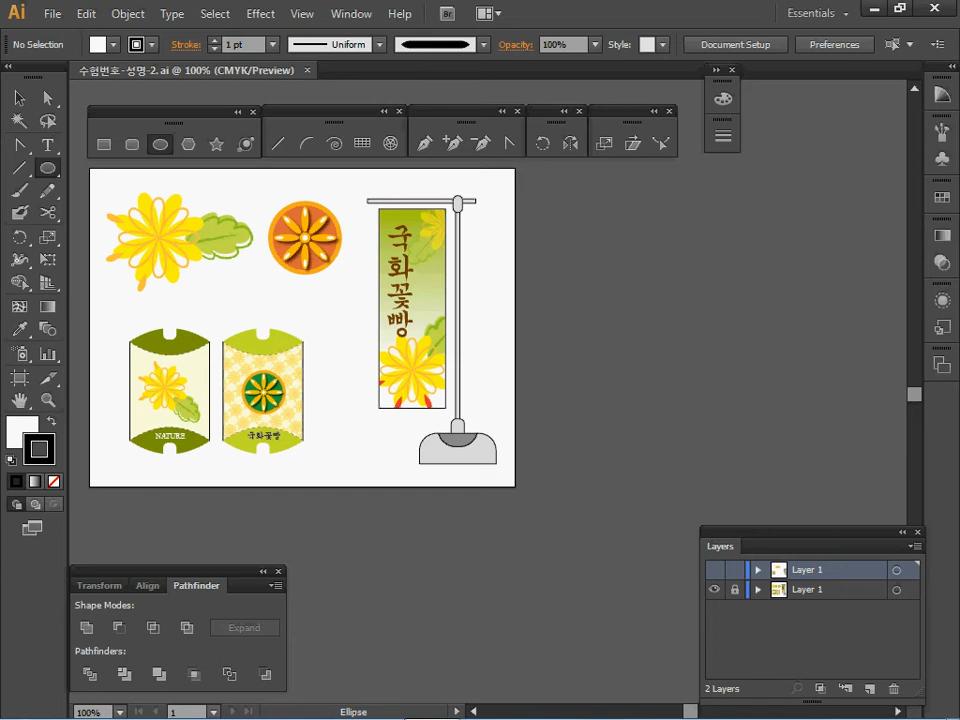 Ai File Edit Object Type Select Effect View Window Help Br Essentials
No Selection Stroke: 1 pt Uniform Opacity: 100% Style: Document Setup Preferences
수험번호-성명-2.ai @ 100% (CMYK/Preview)
국
화
꽃
빵
NATURE
국화꽃빵
Layers
Layer 1
Layer 1
2 Layers
Transform Align Pathfinder
Shape Modes:
Expand
Pathfinders:
100% 1 Ellipse